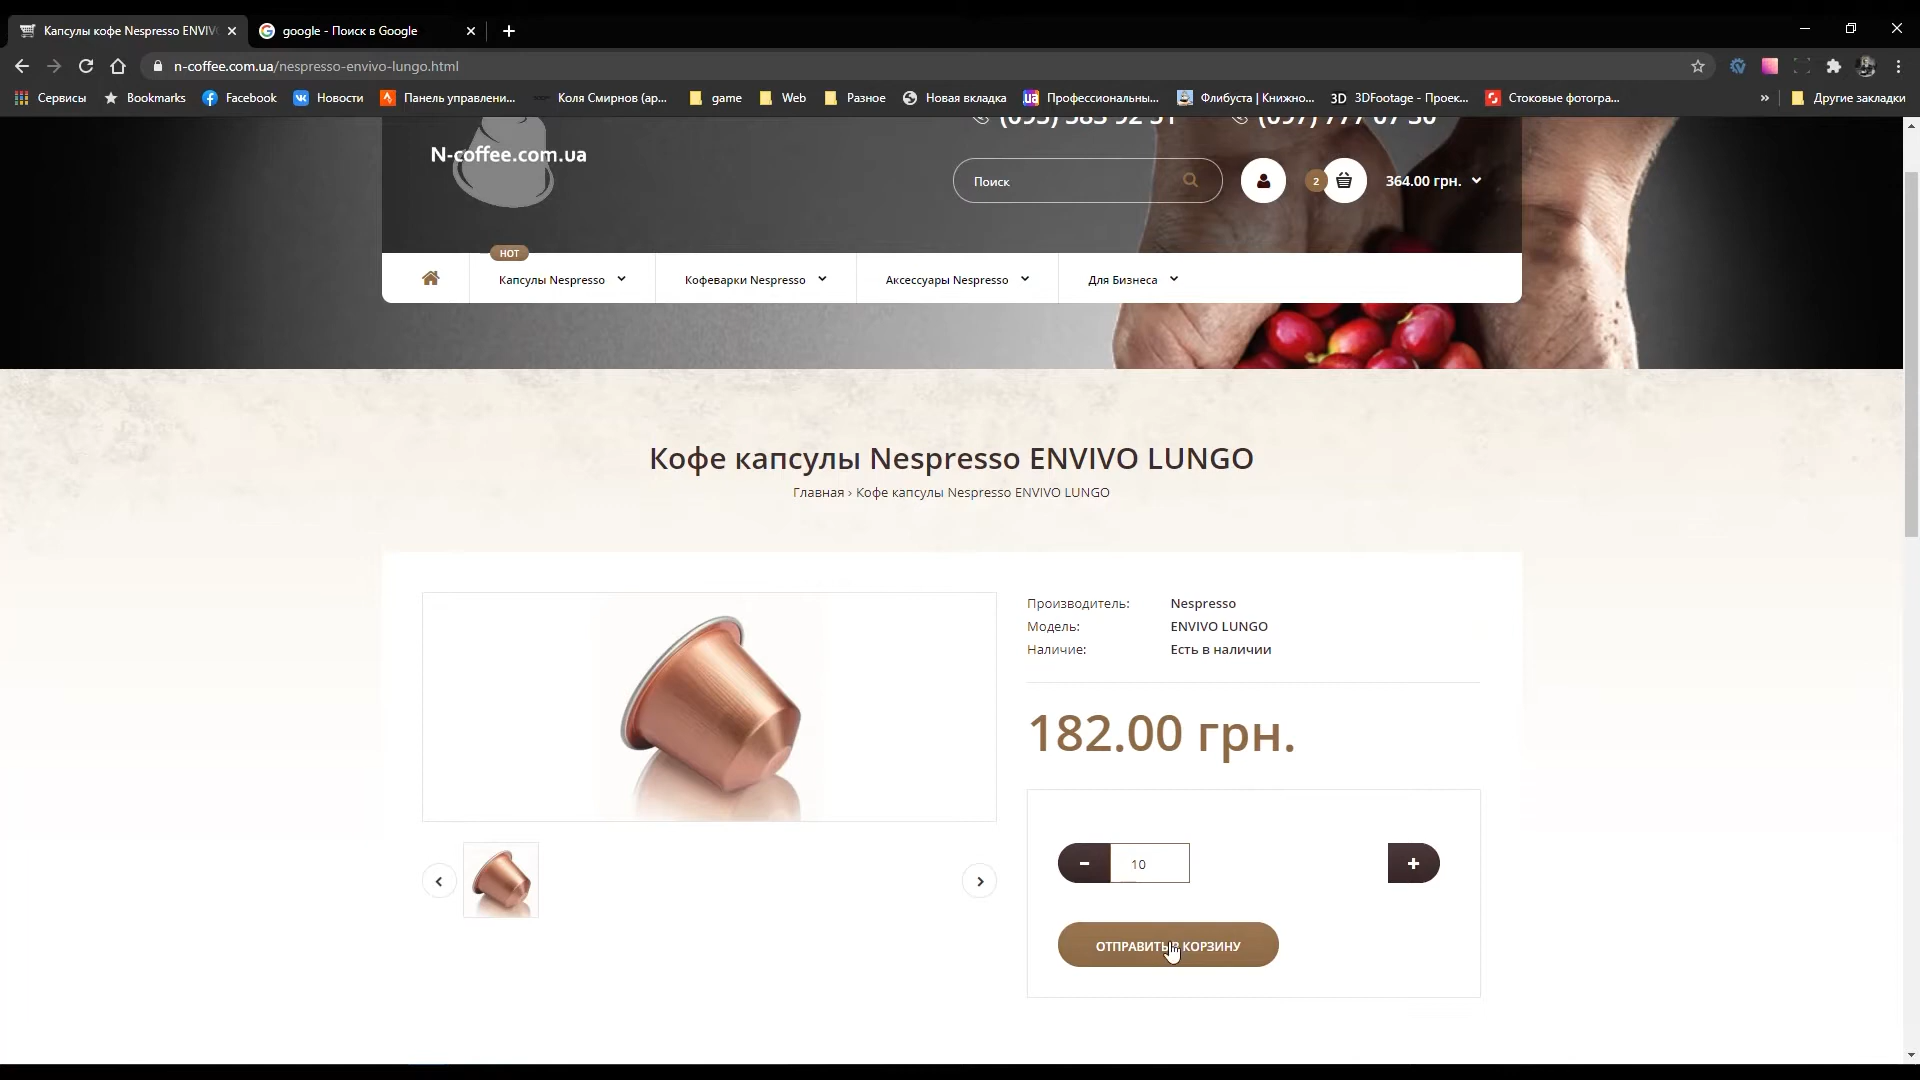 Капсулы кофе Nespresso ENVIV
google - Поиск в Google
n-coffee.com.ua/nespresso-envivo-lungo.html
Сервисы
Bookmarks
Facebook
Новости
Панель управлени...
Коля Смирнов (ар...
game
Web
Разное
Новая вкладка
Профессиональны...
Флибуста | Книжно...
3DFootage - Проек...
Стоковые фотогра...
»
Другие закладки
N-coffee.com.ua
Поиск
2
364.00 грн.
HOT
Капсулы Nespresso
Кофеварки Nespresso
Аксессуары Nespresso
Для Бизнеса
Кофе капсулы Nespresso ENVIVO LUNGO
Главная › Кофе капсулы Nespresso ENVIVO LUNGO
Производитель: Nespresso
Модель: ENVIVO LUNGO
Наличие: Есть в наличии
182.00 грн.
10
ОТПРАВИТЬ В КОРЗИНУ